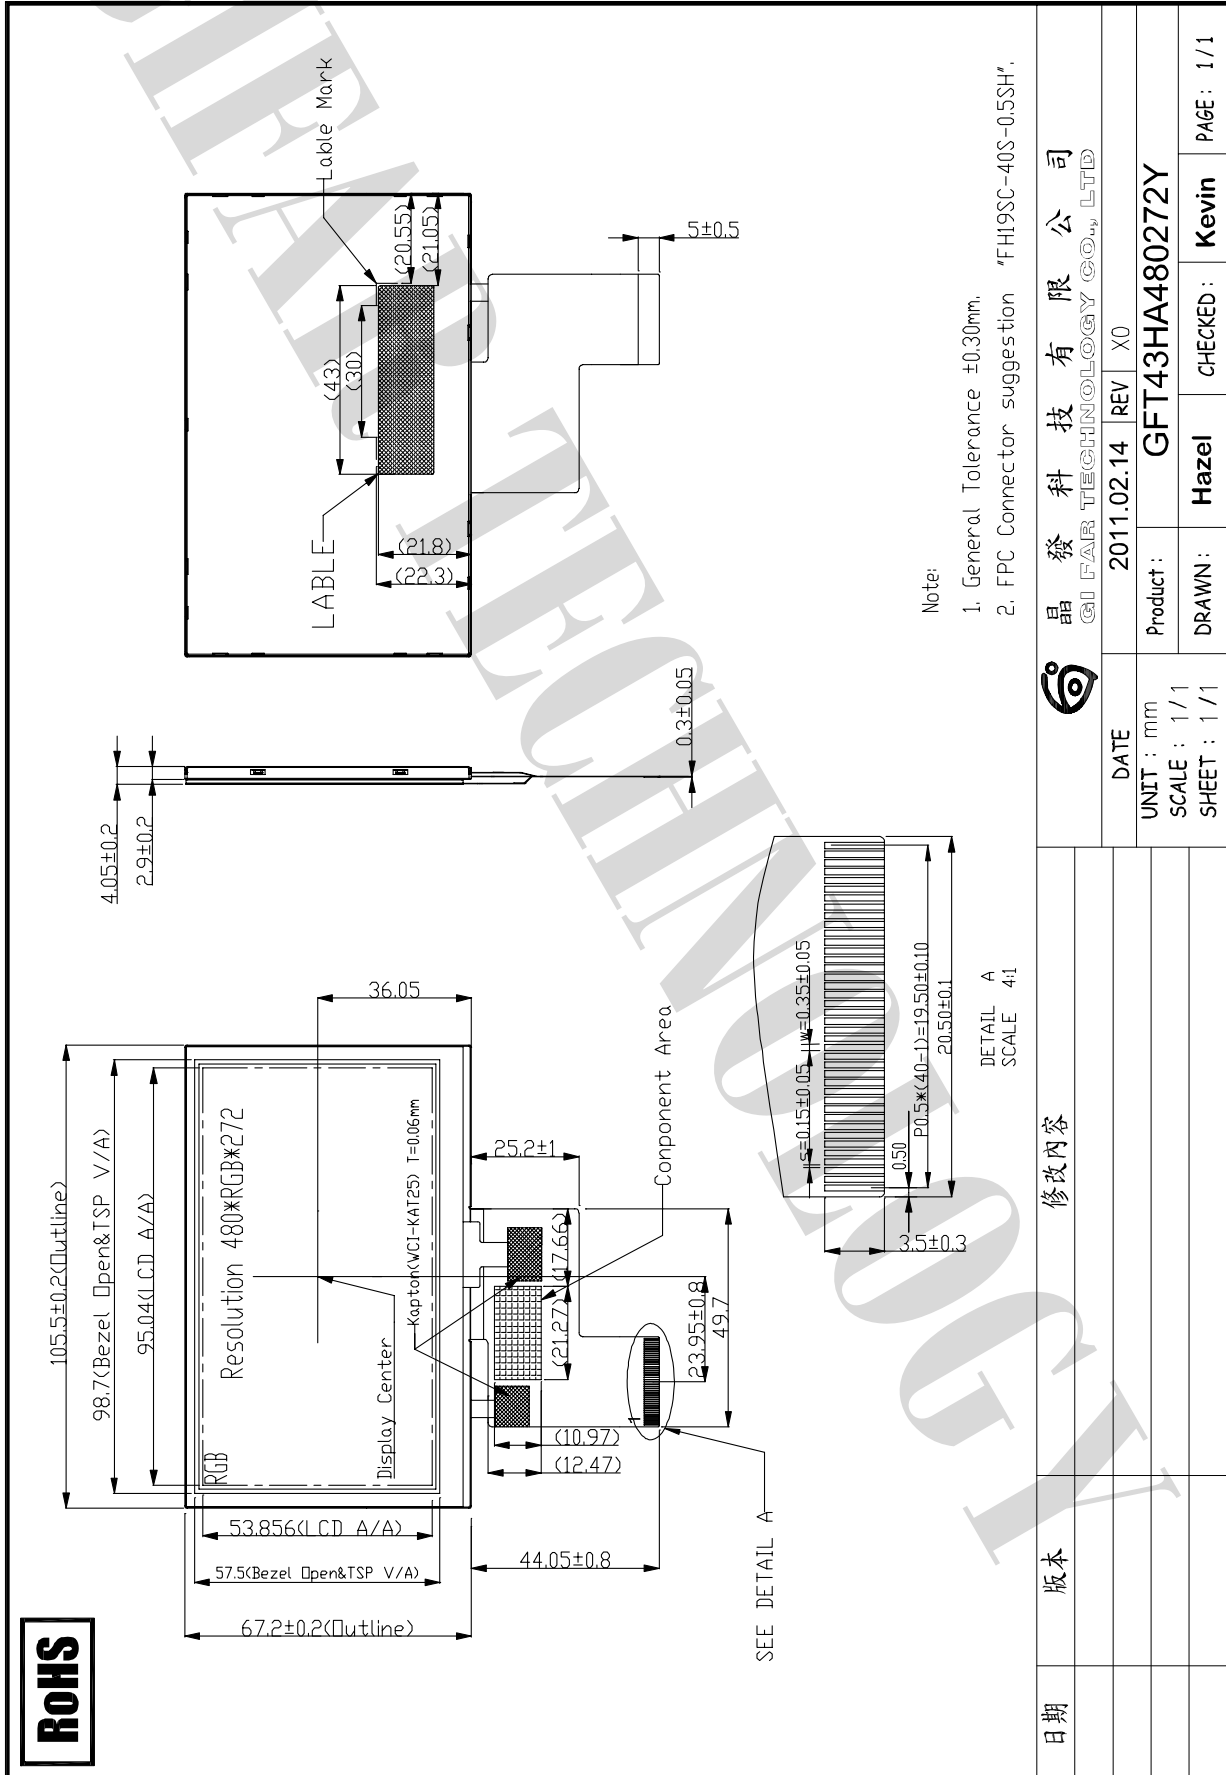 RoHS
105.5±0.2(Outline)
98.7(Bezel Open&TSP V/A)
95.04(LCD A/A)
67.2±0.2(Outline)
57.5(Bezel Open&TSP V/A)
53.856(LCD A/A)
RGB
Resolution 480*RGB*272
Display Center
Kapton(WCI-KAT25) T=0.06mm
36.05
25.2±1
Conponent Area
(17.66)
(21.27)
23.95±0.8
49.7
(10.97)
(12.47)
44.05±0.8
1
SEE DETAIL A
4.05±0.2
2.9±0.2
0.3±0.05
Lable Mark
LABLE
(43)
(30)
(20.55)
(21.05)
(21.8)
(22.3)
5±0.5
s=0.15±0.05
w=0.35±0.05
0.50
P0.5*(40-1)=19.50±0.10
20.50±0.1
3.5±0.3
DETAIL A
SCALE 4:1
Note:
1. General Tolerance ±0.30mm.
2. FPC Connector suggestion "FH19SC-40S-0.5SH".
日期
版本
修改內容
晶發科技有限公司
GI FAR TECHNOLOGY CO., LTD
DATE
2011.02.14
REV
X0
UNIT : mm
SCALE : 1/1
SHEET : 1/1
Product :
GFT43HA480272Y
DRAWN :
Hazel
CHECKED :
Kevin
PAGE : 1/1
GI FAR TECHNOLOGY